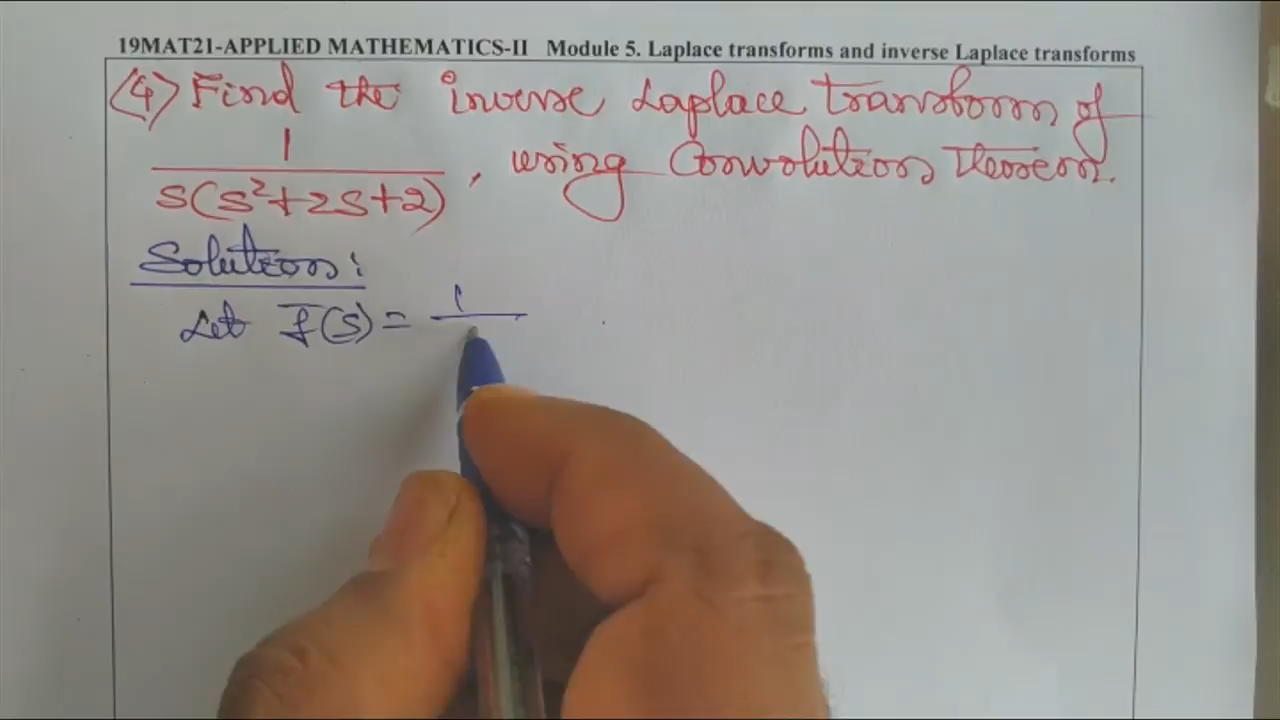 19MAT21-APPLIED MATHEMATICS-II Module 5. Laplace transforms and inverse Laplace transforms
(4) Find the inverse Laplace transform of
1
s(s²+2s+2) , using Convolution Theorem.
Solution:
Let f̄(s) = 1